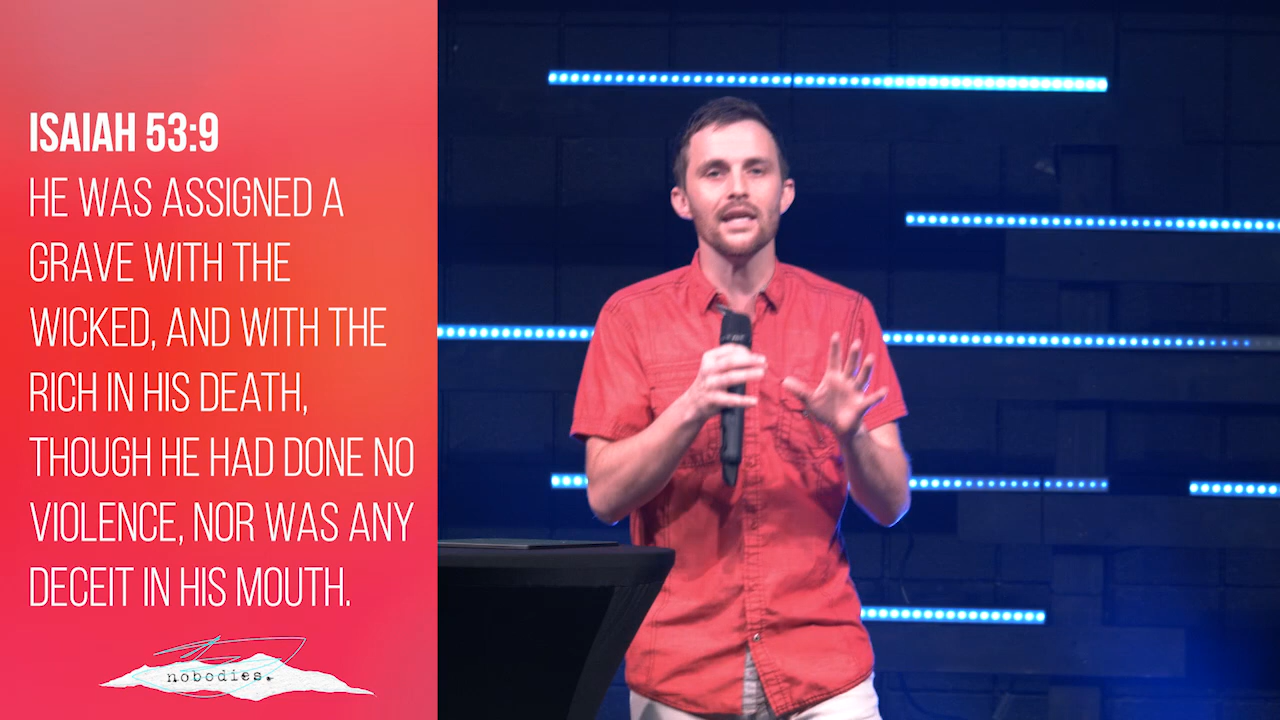 ISAIAH 53:9
HE WAS ASSIGNED A
GRAVE WITH THE
WICKED, AND WITH THE
RICH IN HIS DEATH,
THOUGH HE HAD DONE NO
VIOLENCE, NOR WAS ANY
DECEIT IN HIS MOUTH.
nobodies.